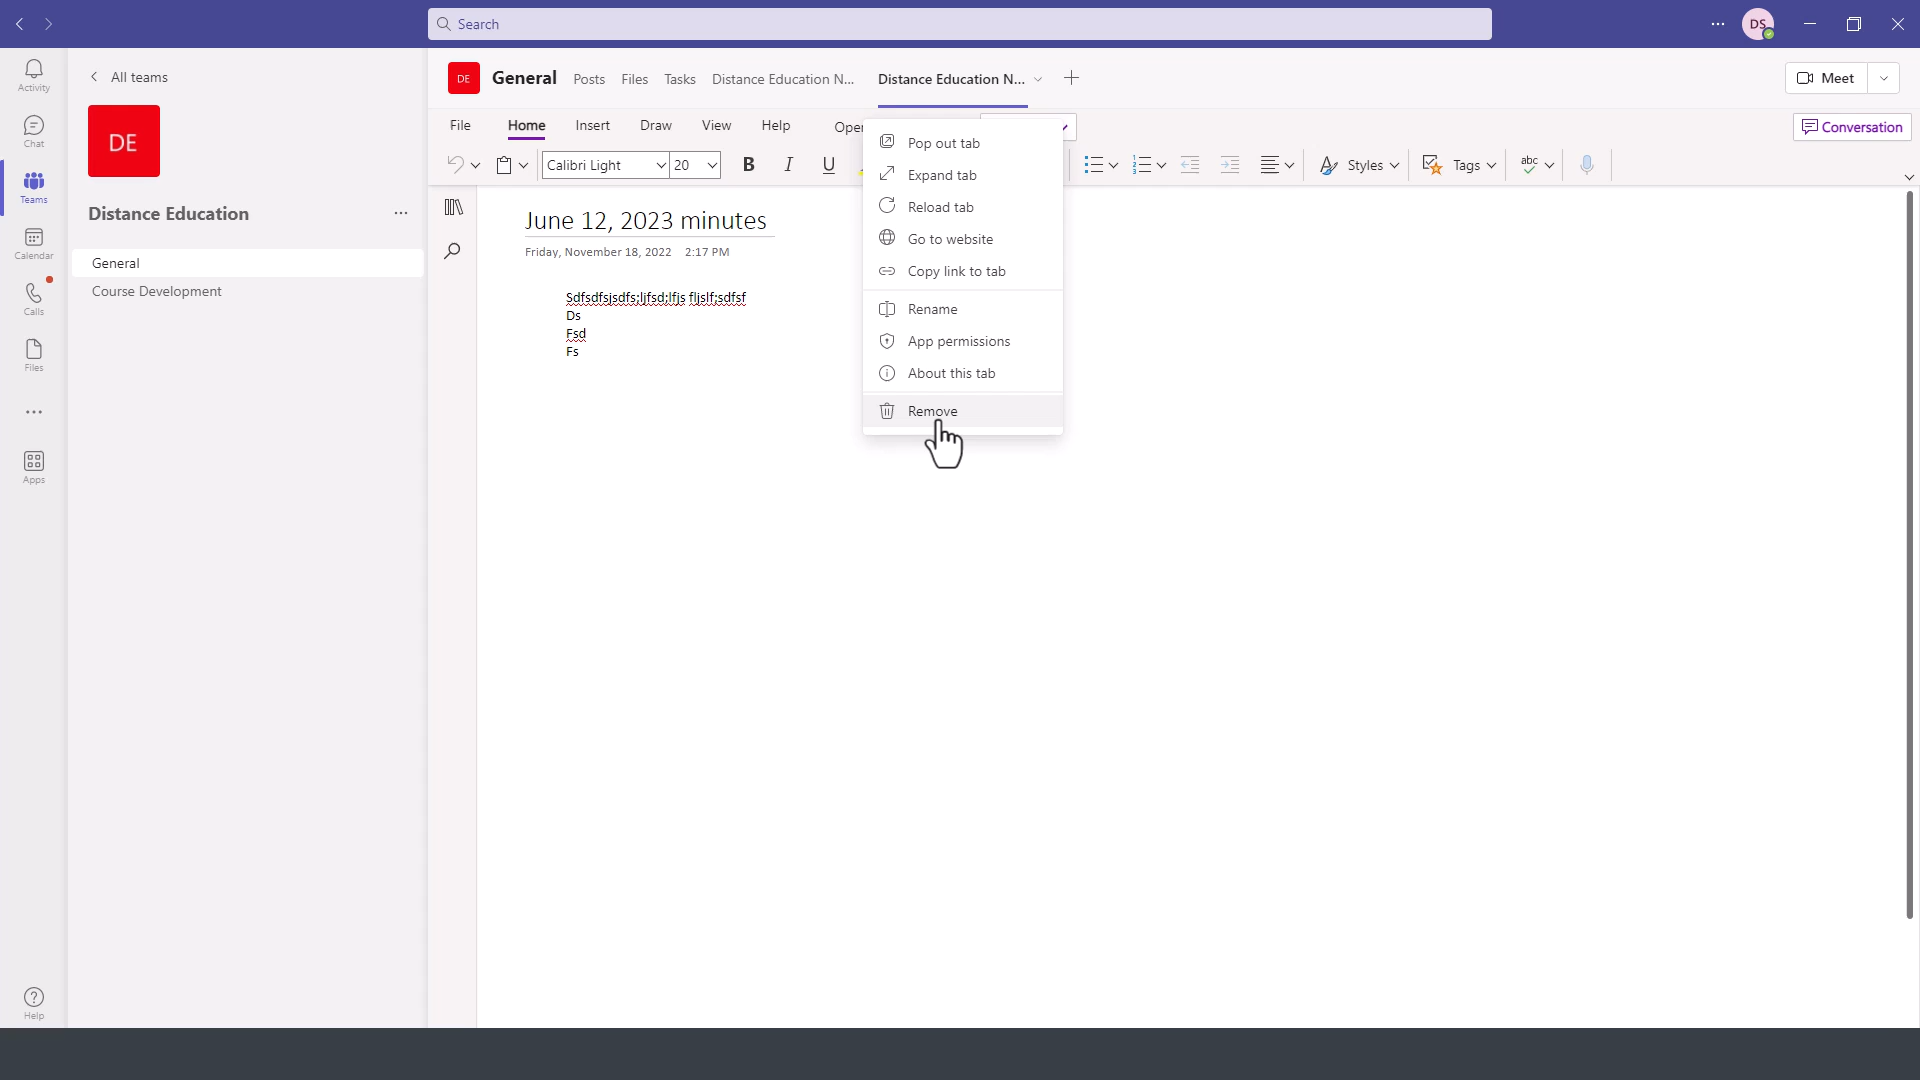 Search
DS
Activity
Chat
Teams
Calendar
Calls
Files
Apps
Help
All teams
DE
Distance Education
General
Course Development
DE
General
Posts
Files
Tasks
Distance Education N...
Distance Education N...
Meet
File
Home
Insert
Draw
View
Help
Conversation
Calibri Light
20
B
I
U
Styles
Tags
abc
June 12, 2023 minutes
Friday, November 18, 2022 2:17 PM
Sdfsdfsjsdfs;ljfsd;lfjs fljslf;sdfsf
Ds
Fsd
Fs
Pop out tab
Expand tab
Reload tab
Go to website
Copy link to tab
Rename
App permissions
About this tab
Remove